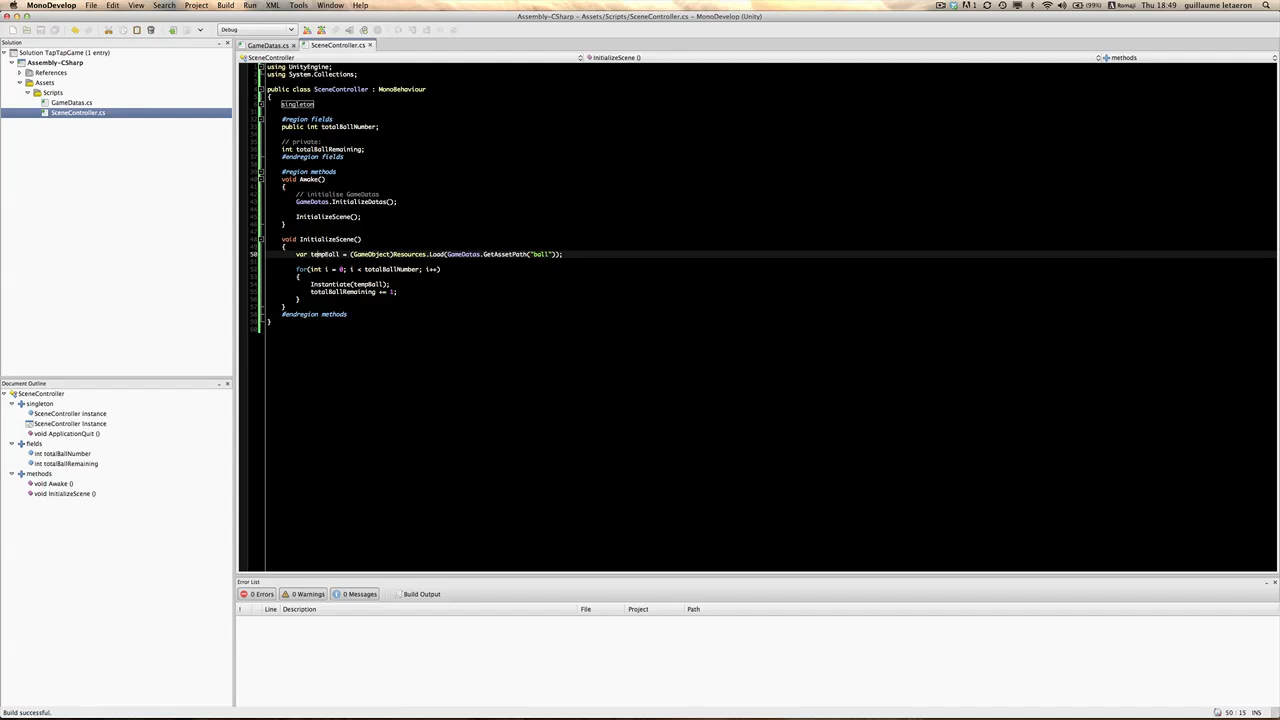 MonoDevelop File Edit View Search Project Build Run XML Tools Window Help
(99%) Romaji Thu 18:49 guillaume letaeron
Assembly-CSharp - Assets/Scripts/SceneController.cs - MonoDevelop (Unity)
Debug
Solution
Solution TapTapGame (1 entry)
Assembly-CSharp
References
Assets
Scripts
GameDatas.cs
SceneController.cs
GameDatas.cs SceneController.cs
SceneController InitializeScene () methods
using UnityEngine;
using System.Collections;
public class SceneController : MonoBehaviour
{
singleton
#region fields
public int totalBallNumber;
// private:
int totalBallRemaining;
#endregion fields
#region methods
void Awake()
{
// initialise GameDatas
GameDatas.InitializeDatas();
InitializeScene();
}
void InitializeScene()
{
50 var tempBall = (GameObject)Resources.Load(GameDatas.GetAssetPath("ball"));
for(int i = 0; i < totalBallNumber; i++)
{
Instantiate(tempBall);
totalBallRemaining += 1;
}
}
#endregion methods
}
Document Outline
SceneController
singleton
SceneController instance
SceneController Instance
void ApplicationQuit ()
fields
int totalBallNumber
int totalBallRemaining
methods
void Awake ()
void InitializeScene ()
Error List
0 Errors 0 Warnings 0 Messages Build Output
! Line Description File Project Path
Build successful.
50 : 15 INS